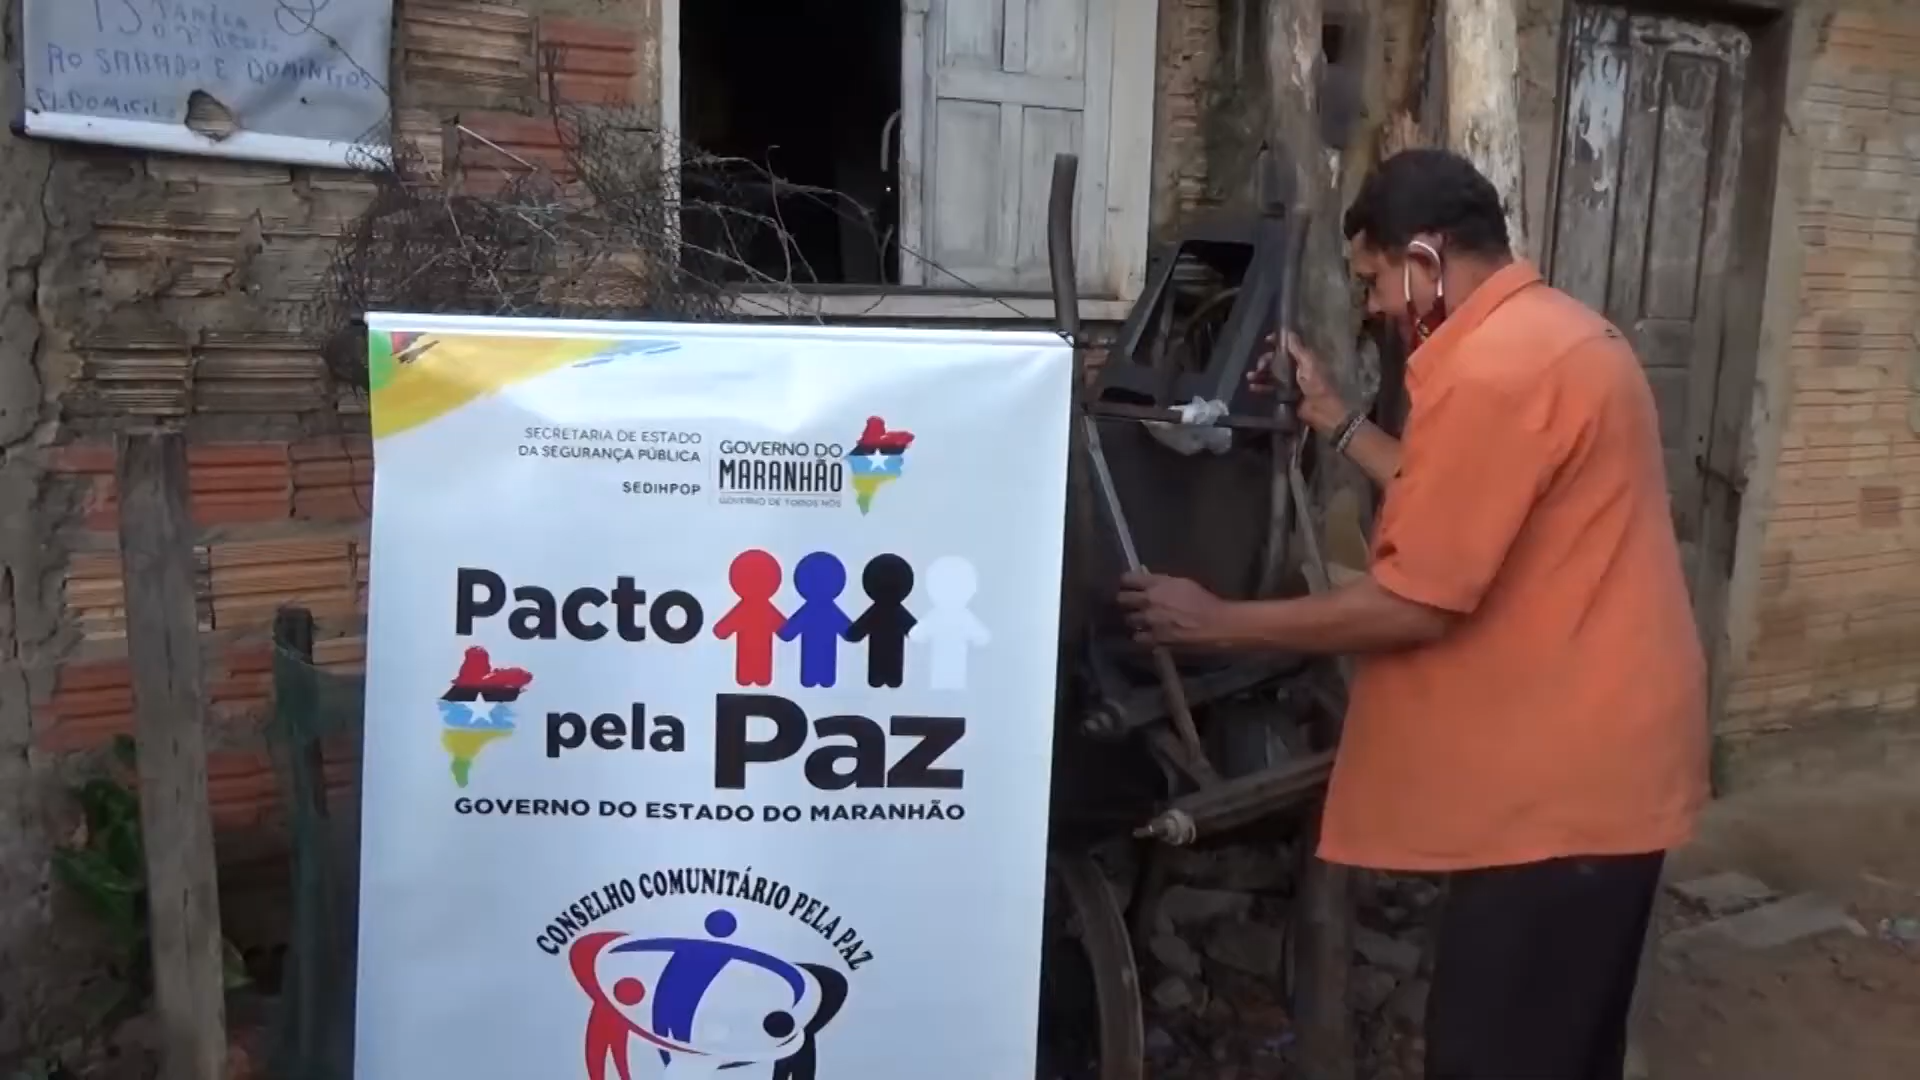 AO SABADO E DOMINGOS
SECRETARIA DE ESTADO
DA SEGURANÇA PÚBLICA
SEDIHPOP
GOVERNO DO
MARANHÃO
GOVERNO DE TODOS NÓS
Pacto
pela Paz
GOVERNO DO ESTADO DO MARANHÃO
CONSELHO COMUNITÁRIO PELA PAZ